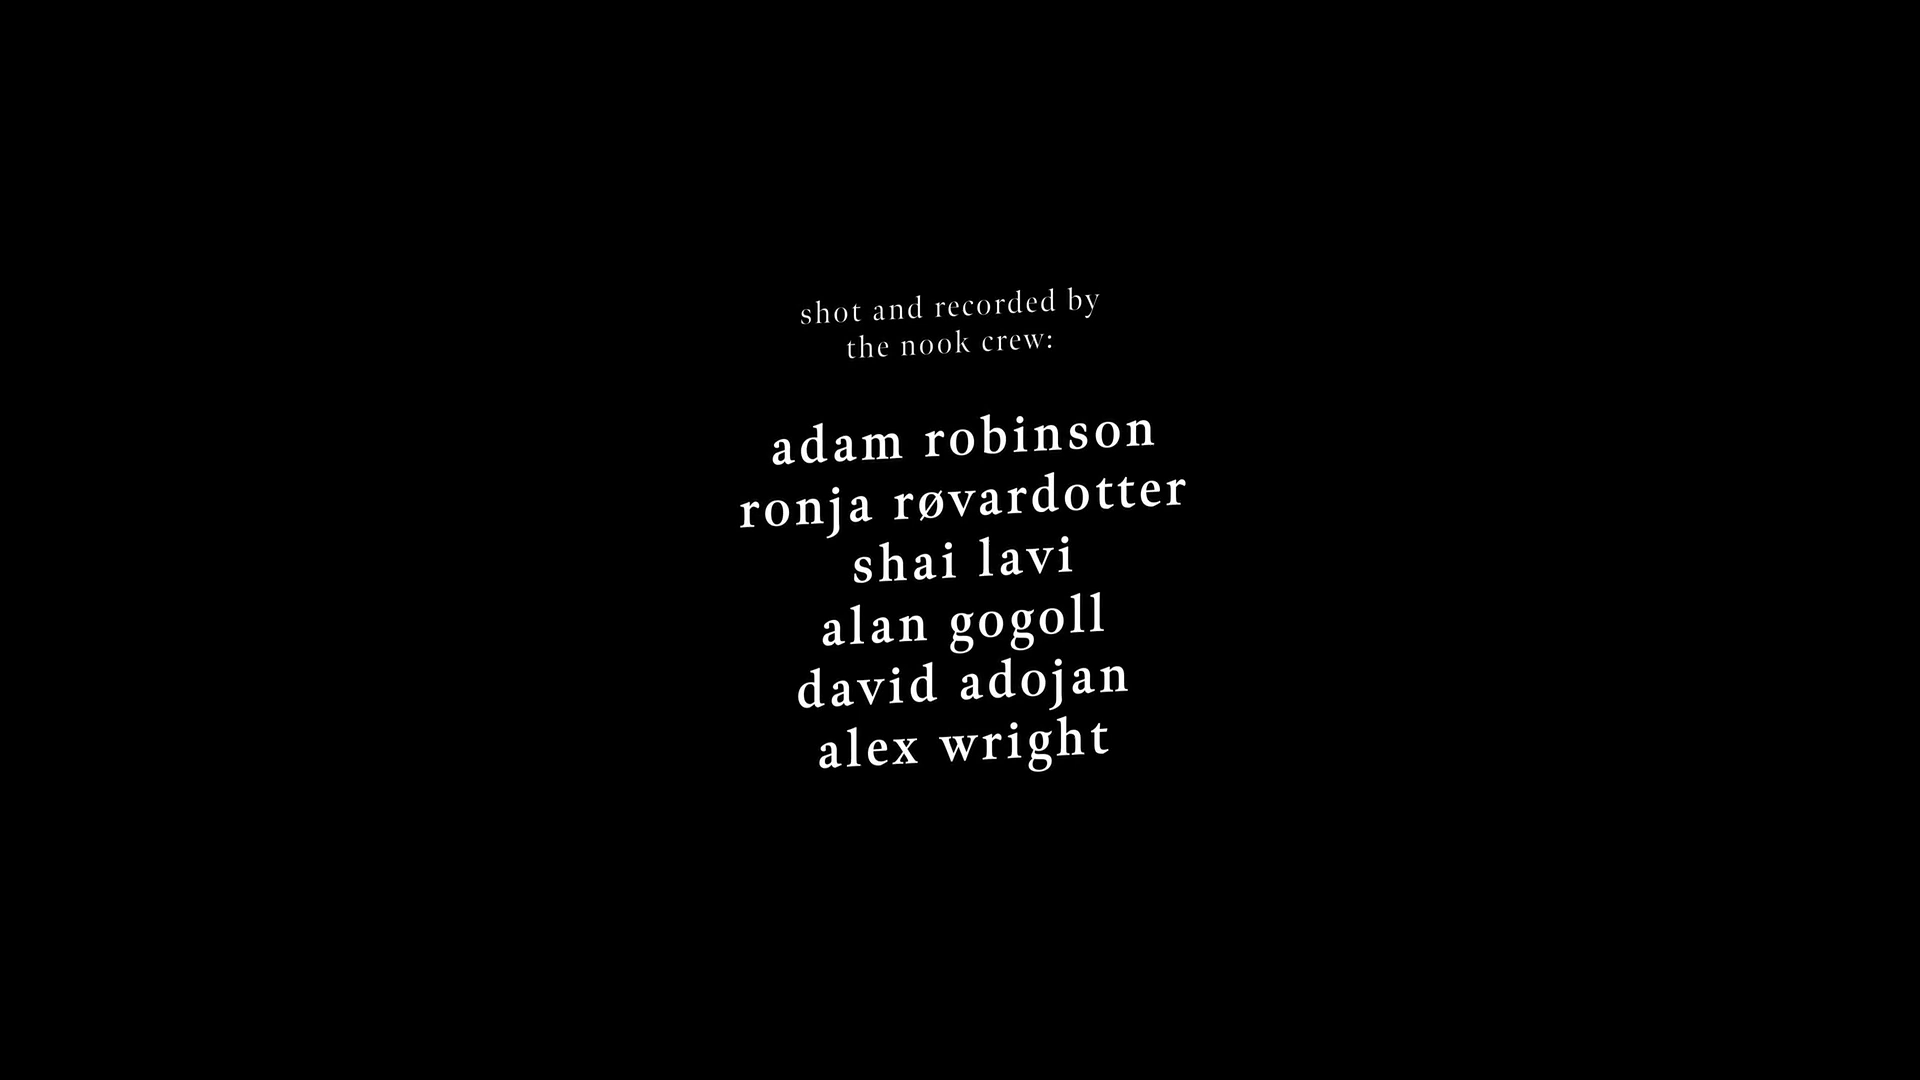 shot and recorded by
the nook crew:
adam robinson
ronja røvardotter
shai lavi
alan gogoll
david adojan
alex wright